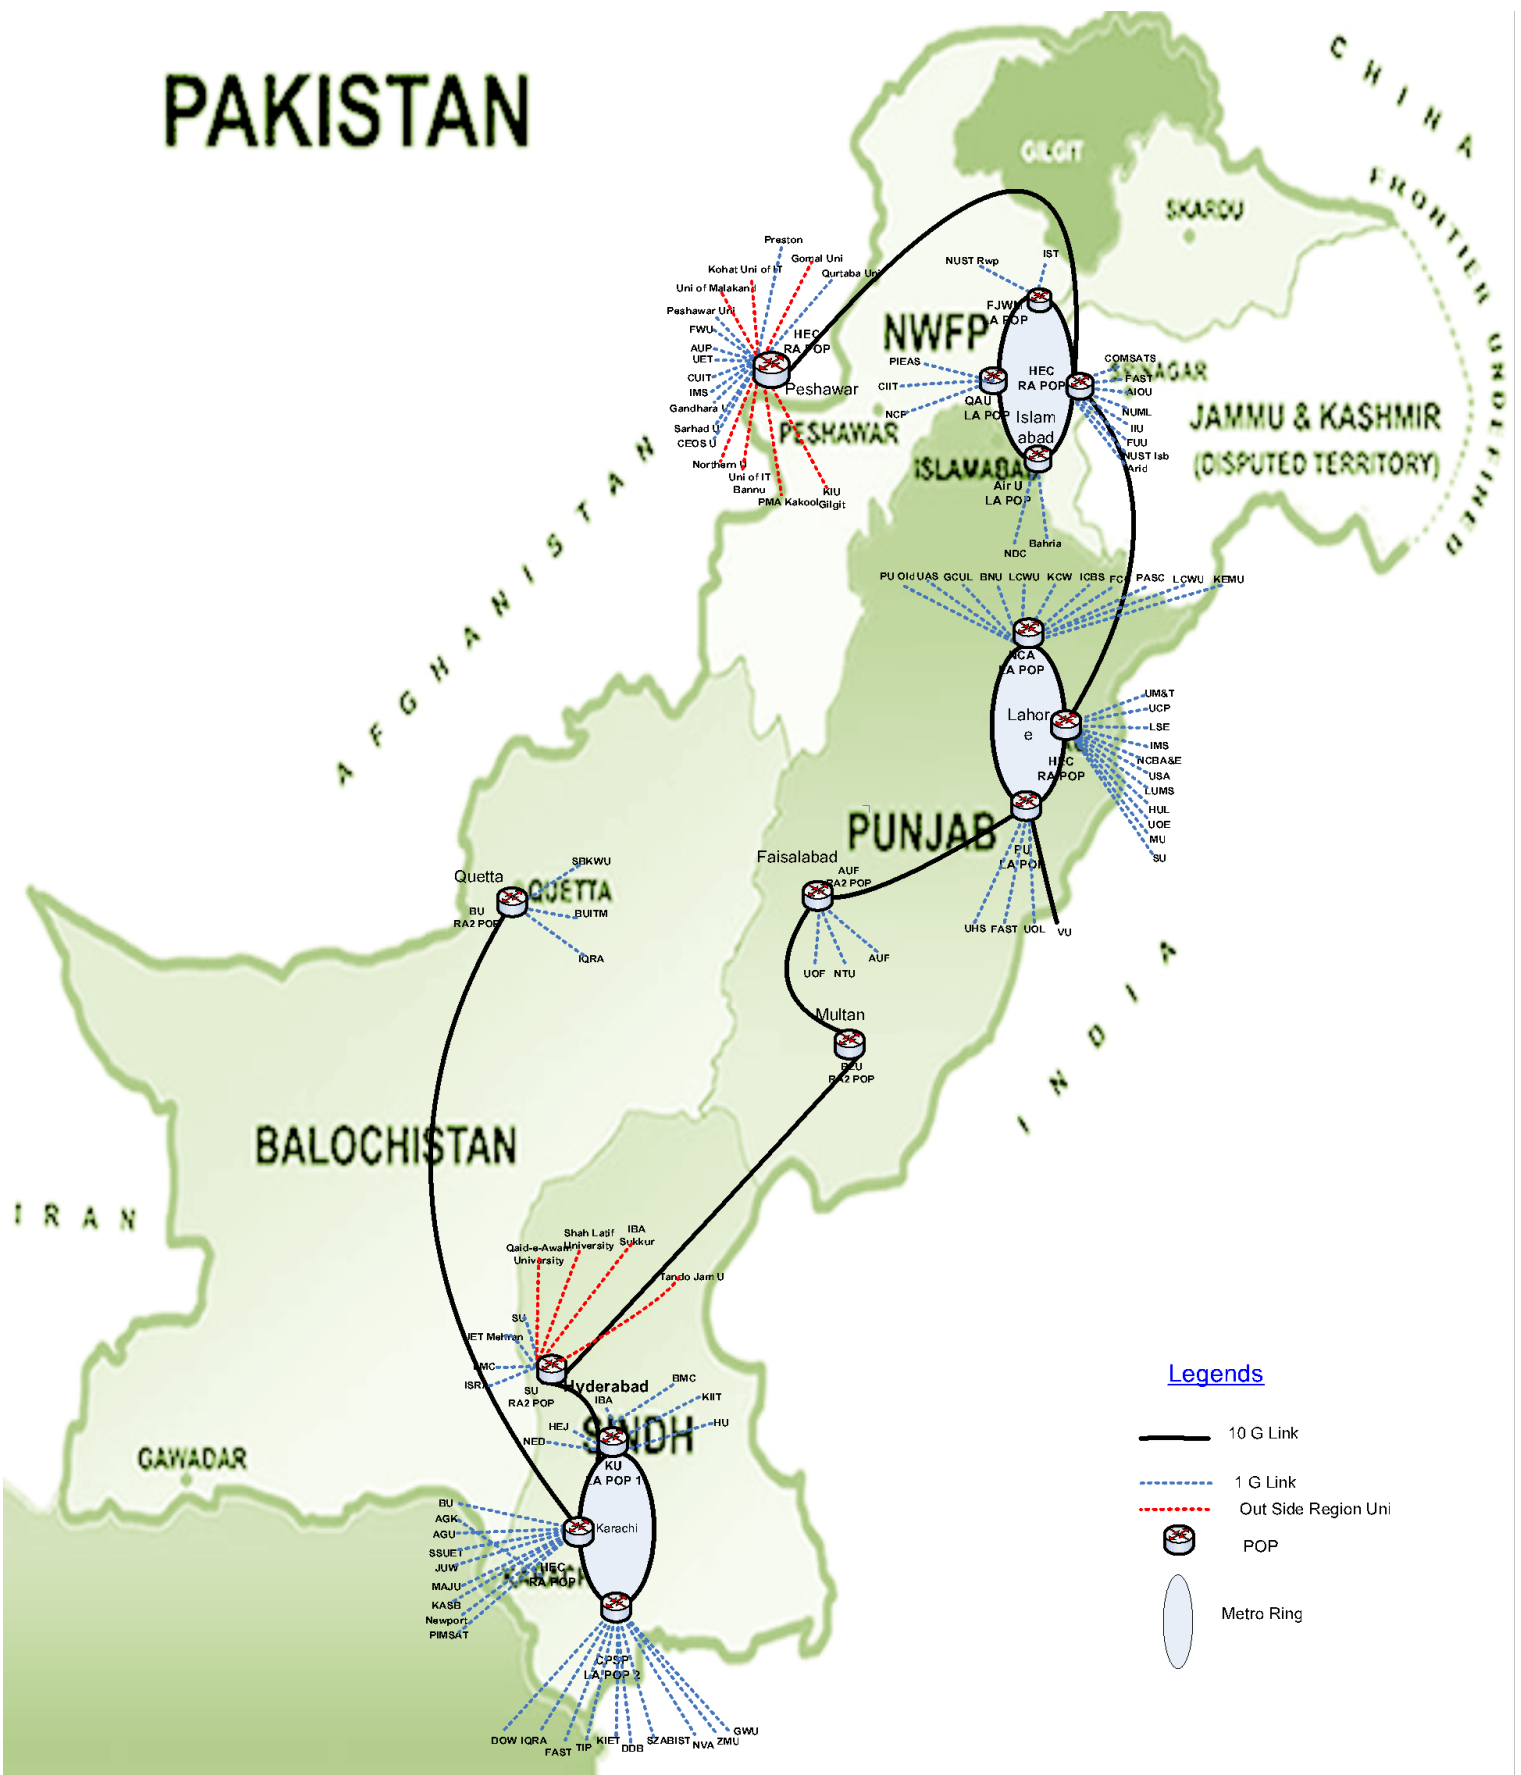 PAKISTAN
CHINA
FRONTIER UNDEFINED
GILGIT
SKARDU
Preston
Gomal Uni
Kohat Uni of IT
Qurtaba Uni
Uni of Malakand
Peshawar Uni
FWU
AUP
UET
CUIT
IMS
Gandhara U
Sarhad U
CEOS U
Northern U
Uni of IT
Bannu
PMA Kakool
KIU
Gilgit
HEC
RA POP
Peshawar
PESHAWAR
NWFP
NUST Rwp
IST
FJWU
LA POP
PIEAS
CIIT
NCP
QAU
LA POP
HEC
RA POP
Islam
abad
ISLAMABAD
Air U
LA POP
NDC
Bahria
COMSATS
SRINAGAR
FAST
AIOU
NUML
IIU
FUU
NUST Isb
Arid
JAMMU & KASHMIR
(DISPUTED TERRITORY)
AFGHANISTAN
PU Old
UAS
GCUL
BNU
LCWU
KCW
ICBS
FCC
PASC
LCWU
KEMU
NCA
LA POP
Lahor
e
HEC
RA POP
UM&T
UCP
LSE
IMS
NCBA&E
USA
LUMS
HUL
UOE
MU
SU
PUNJAB
PU
LA POP
UHS
FAST
UOL
VU
Faisalabad
AUF
RA2 POP
UOF
NTU
AUF
Multan
BZU
RA2 POP
Quetta
QUETTA
BU
RA2 POP
SBKWU
BUITM
IQRA
INDIA
BALOCHISTAN
IRAN
Qaid-e-Awam
University
Shah Latif
University
IBA
Sukkur
Tando Jam U
SU
UET Mehran
LMC
ISRA
SU
RA2 POP
Hyderabad
IBA
BMC
KIIT
HU
HEJ
NED
SINDH
KU
LA POP 1
GAWADAR
BU
AGK
AGU
SSUET
JUW
MAJU
KASB
Newport
PIMSAT
Karachi
HEC
RA POP
CPSP
LA POP 2
DOW
IQRA
FAST
TIP
KIET
DDB
SZABIST
NVA
ZMU
GWU
Legends
10 G Link
1 G Link
Out Side Region Uni
POP
Metro Ring